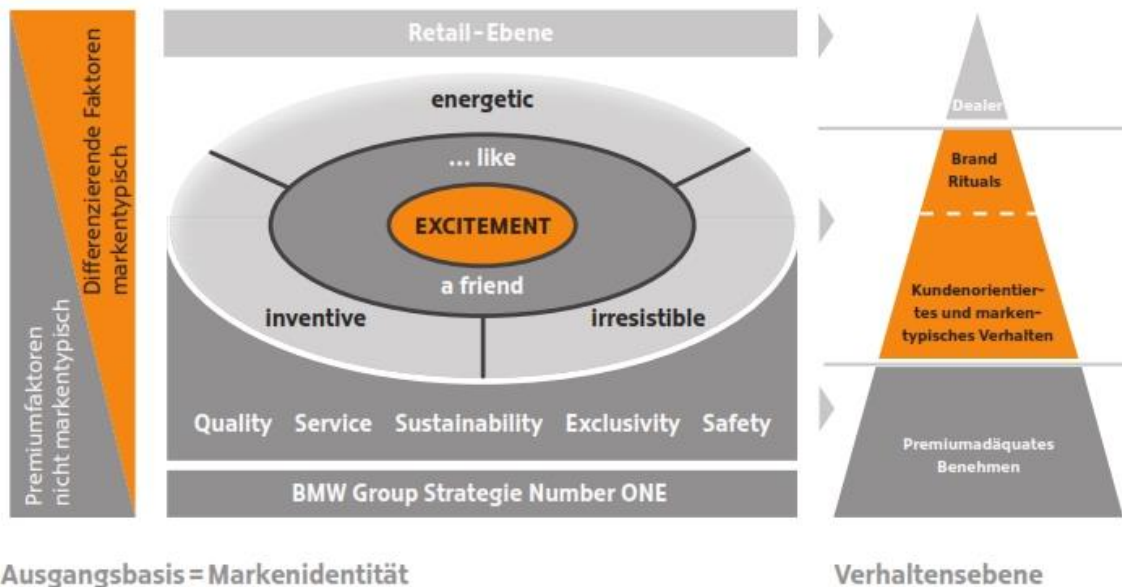 Differenzierende Faktoren
markentypisch
Premiumfaktoren
nicht markentypisch
Retail-Ebene
energetic
... like
EXCITEMENT
a friend
inventive
irresistible
Quality Service Sustainability Exclusivity Safety
BMW Group Strategie Number ONE
Dealer
Brand
Rituals
Kundenorientier-
tes und marken-
typisches Verhalten
Premiumadäquates
Benehmen
Ausgangsbasis = Markenidentität
Verhaltensebene